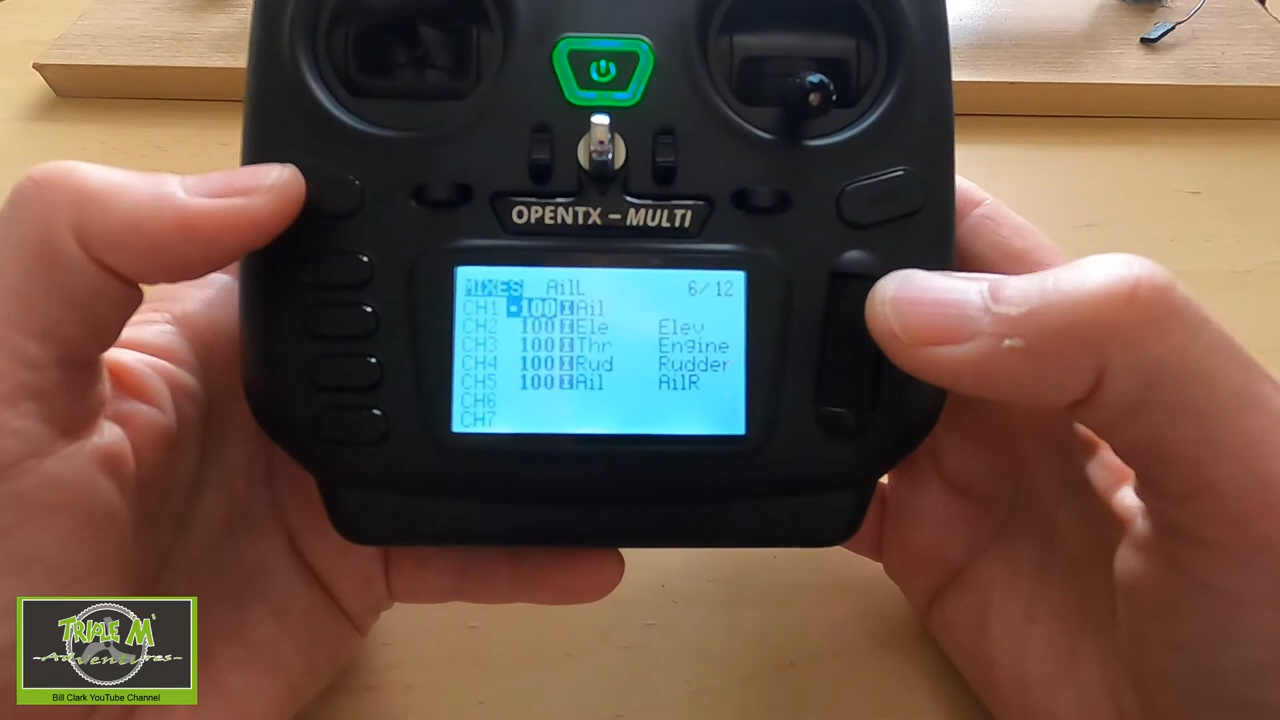 OPENTX – MULTI
MIXES AilL 6/12
CH1 -100 I Ail
CH2 100 I Ele Elev
CH3 100 I Thr Engine
CH4 100 I Rud Rudder
CH5 100 I Ail AilR
CH6
CH7
TRIPLE M'
-Adventures-
Bill Clark YouTube Channel